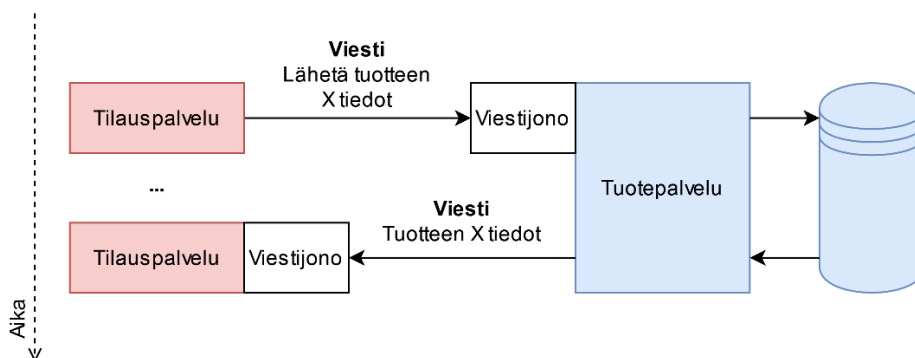 Viesti
Lähetä tuotteen
X tiedot
Tilauspalvelu
Viestijono
Tuotepalvelu
...
Viesti
Tuotteen X tiedot
Tilauspalvelu
Viestijono
Aika